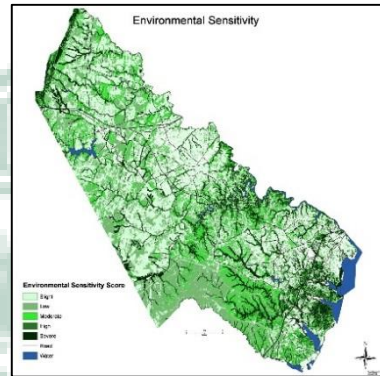 Environmental Sensitivity
Environmental Sensitivity Score
Slight
Low
Moderate
High
Severe
Road
Water